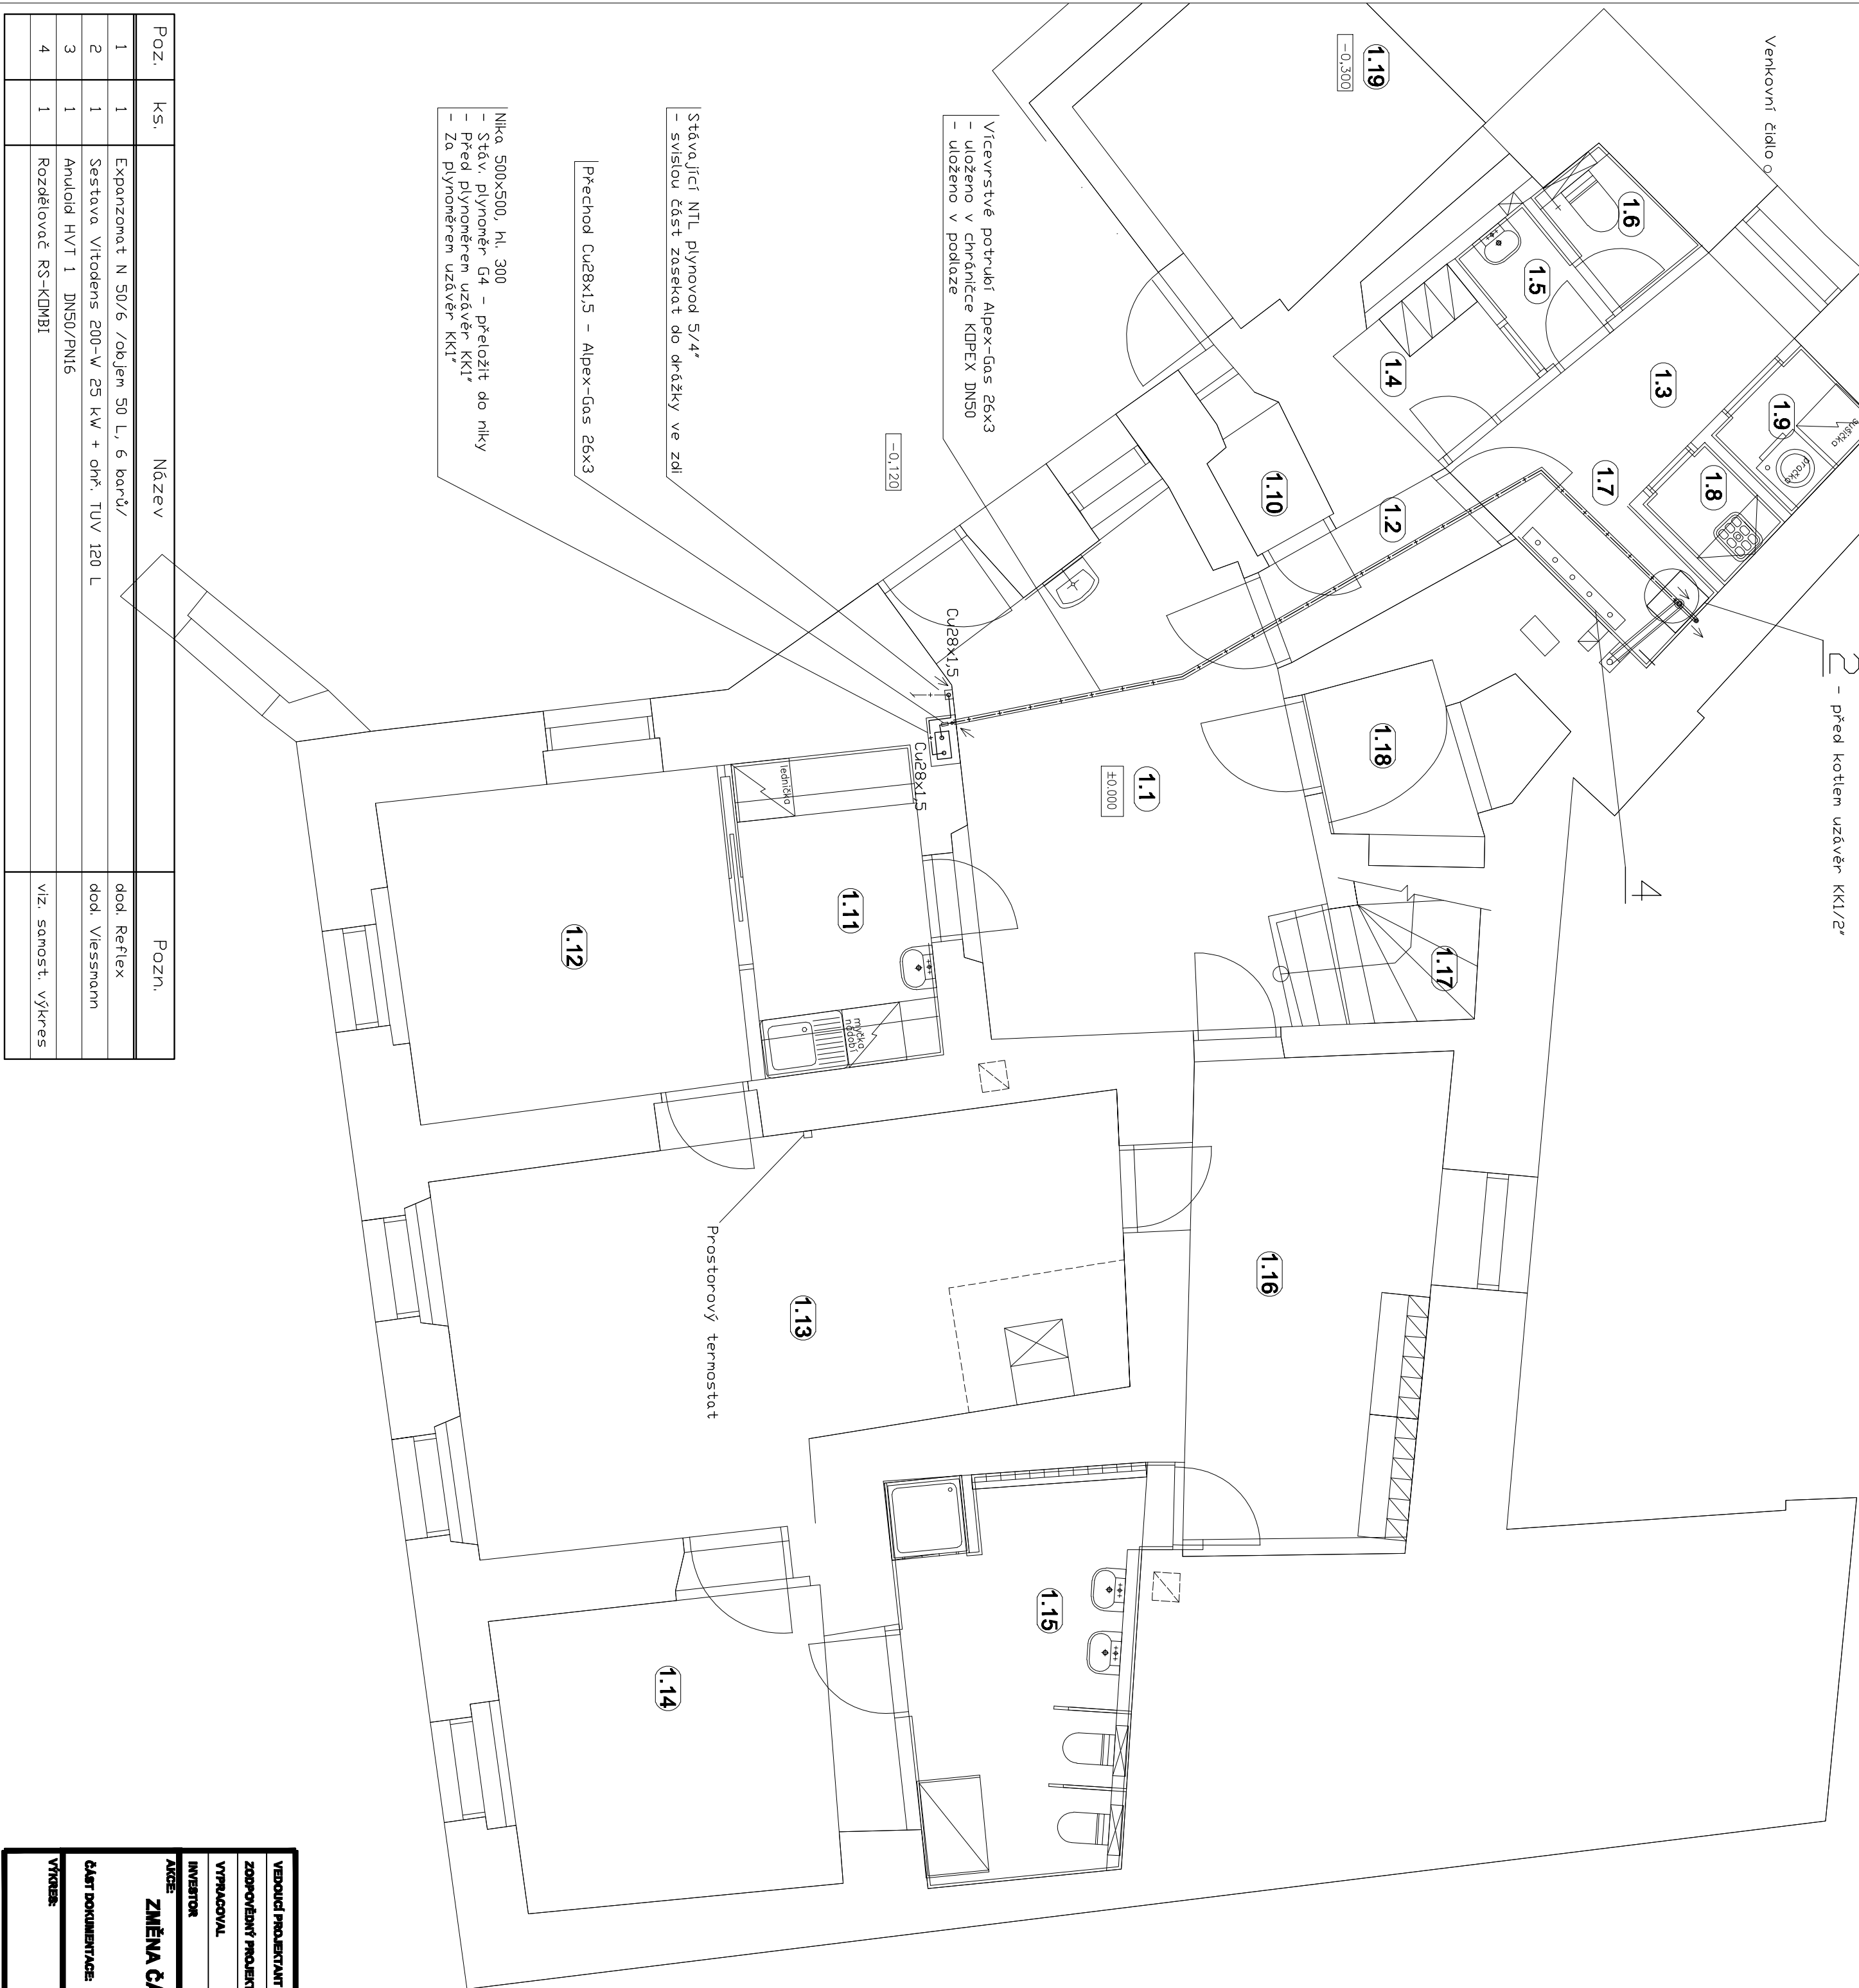 Venkovní čidlo
2 - před kotlem uzávěr KK1/2"
4
1.19
-0,300
1.6
1.5
1.4
1.3
1.9
sušička
pračka
1.8
1.7
1.2
1.10
1.18
1.1
±0.000
1.17
-0,120
Vícevrstvé potrubí Alpex-Gas 26x3
- uloženo v chráničce KOPEX DN50
- uloženo v podlaze
Stávající NTL plynovod 5/4"
- svislou část zasekat do drážky ve zdi
Přechod Cu28x1,5 - Alpex-Gas 26x3
Nika 500x500, hl. 300
- Stáv. plynoměr G4 - přeložit do niky
- Před plynoměrem uzávěr KK1"
- Za plynoměrem uzávěr KK1"
Cu28x1,5
Cu28x1,5
lednička
1.11
myčka
nádobí
1.12
1.16
1.13
Prostorový termostat
1.15
1.14
Poz. ks. Název Pozn.
1 1 Expanzomat N 50/6 /objem 50 L, 6 barů/ dod. Reflex
2 1 Sestava Vitodens 200-W 25 kW + ohř. TUV 120 L dod. Viessmann
3 1 Anuloid HVT 1 DN50/PN16
4 1 Rozdělovač RS-KOMBI viz. samost. výkres
VEDOUCÍ PROJEKTANT
ZODPOVĚDNÝ PROJEKT
VYPRACOVAL
INVESTOR
AKCE:
ZMĚNA ČÁ
ČÁST DOKUMENTACE:
VÝKRES: